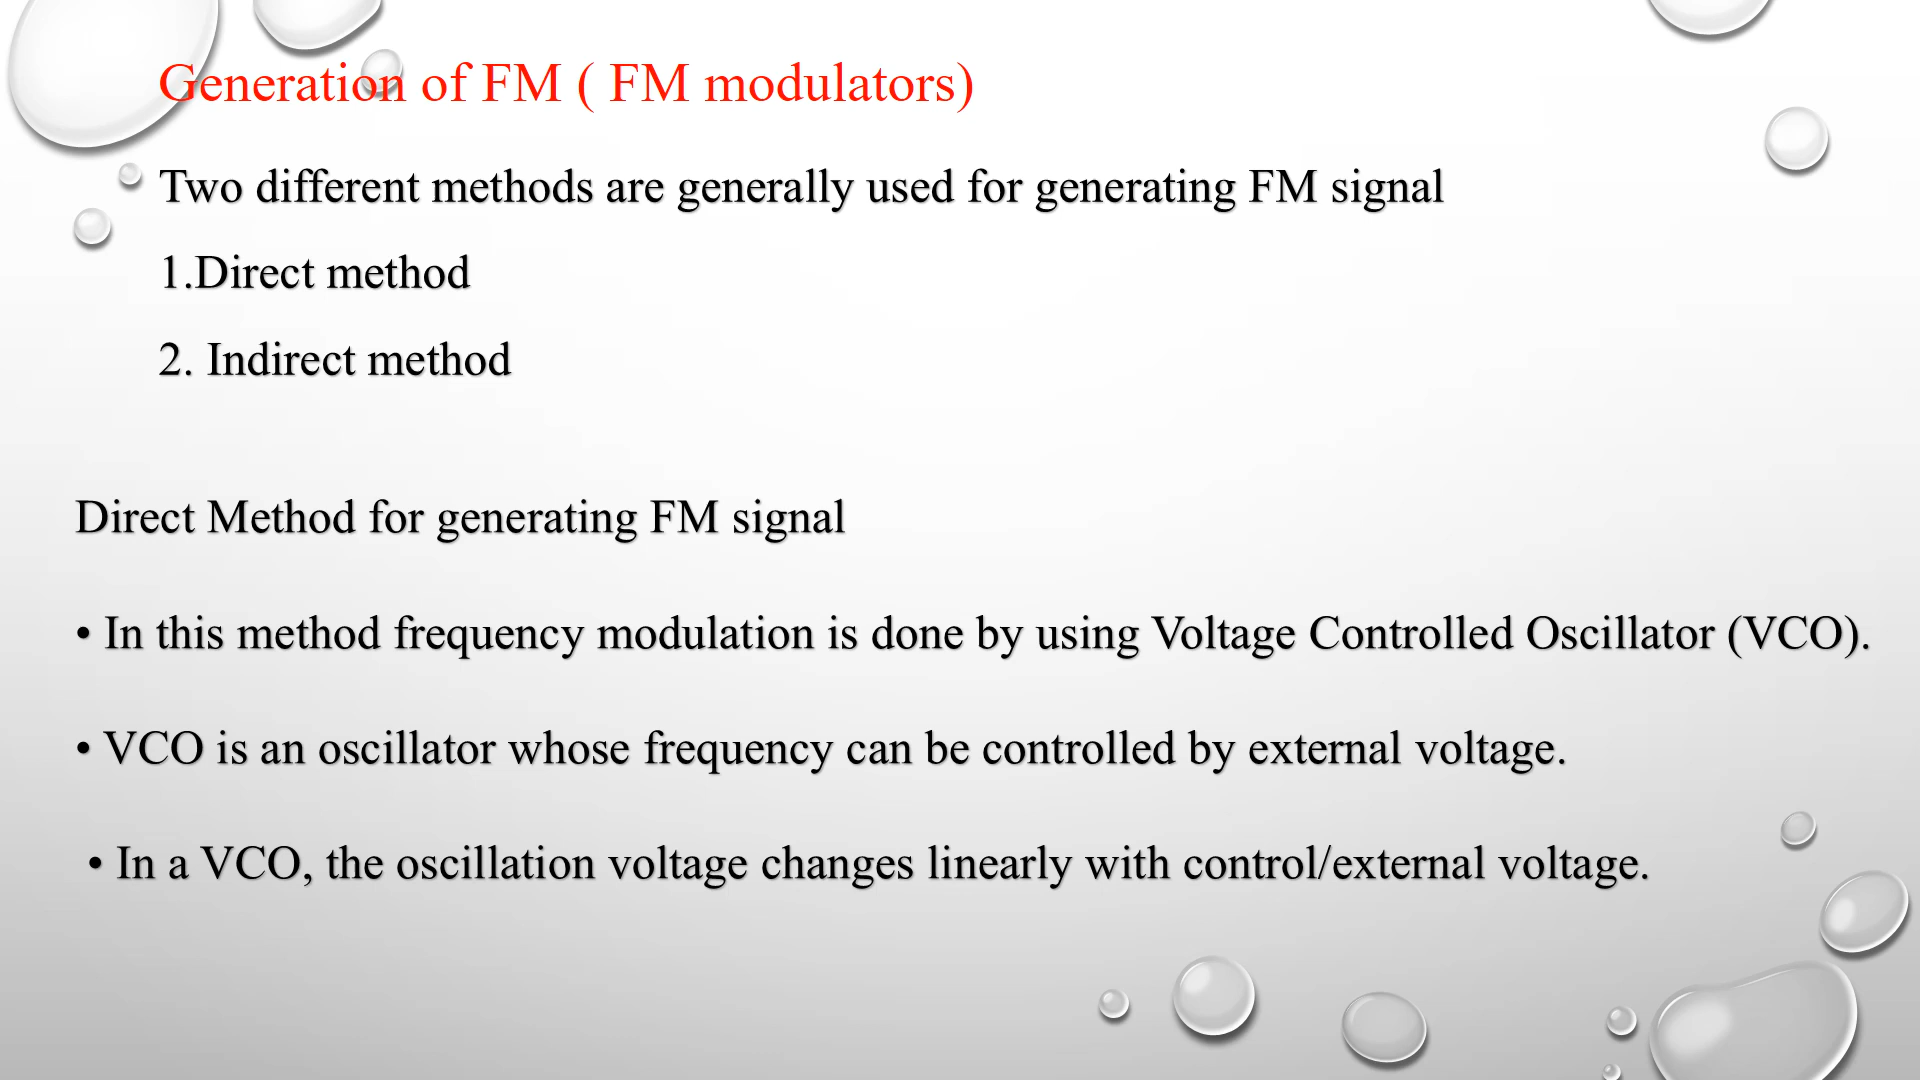 Generation of FM ( FM modulators)
Two different methods are generally used for generating FM signal
1.Direct method
2. Indirect method
Direct Method for generating FM signal
• In this method frequency modulation is done by using Voltage Controlled Oscillator (VCO).
• VCO is an oscillator whose frequency can be controlled by external voltage.
• In a VCO, the oscillation voltage changes linearly with control/external voltage.